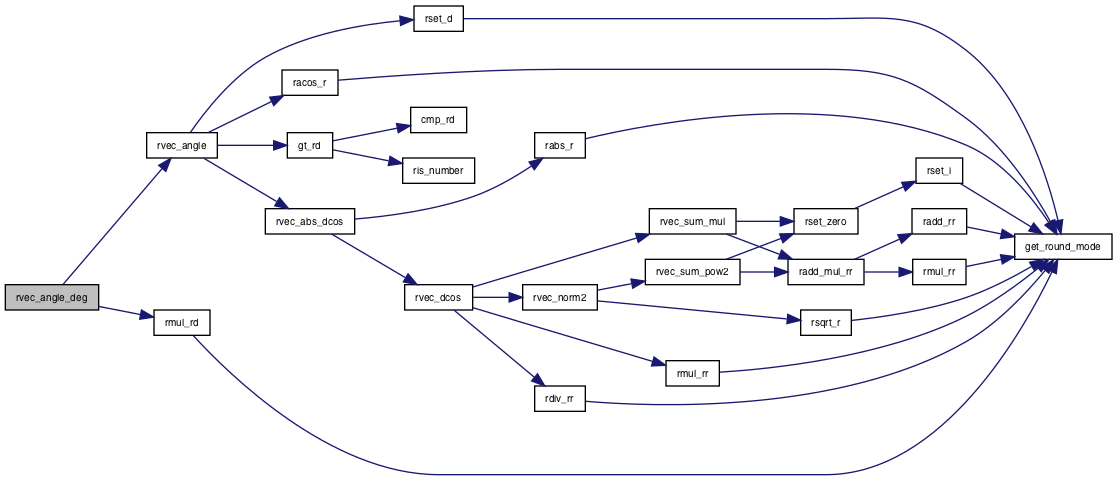 rset_d
racos_r
cmp_rd
rvec_angle
gt_rd
rabs_r
ris_number
rset_i
rvec_abs_dcos
rvec_sum_mul
rset_zero
radd_rr
get_round_mode
rvec_sum_pow2
radd_mul_rr
rmul_rr
rvec_angle_deg
rvec_dcos
rvec_norm2
rmul_rd
rsqrt_r
rmul_rr
rdiv_rr